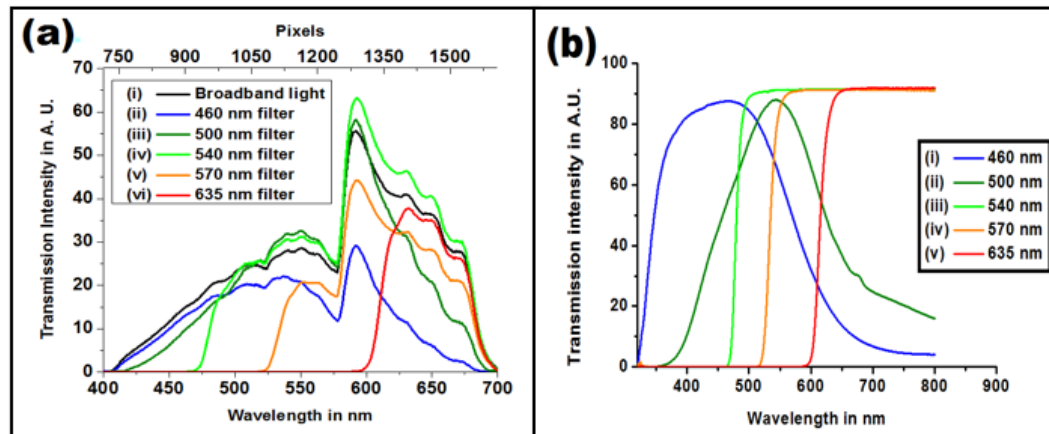 (a)
Pixels
750 900 1050 1200 1350 1500
Transmission Intensity in A. U.
70
60
50
40
30
20
10
0
(i) Broadband light
(ii) 460 nm filter
(iii) 500 nm filter
(iv) 540 nm filter
(v) 570 nm filter
(vi) 635 nm filter
400 450 500 550 600 650 700
Wavelength in nm
(b)
Transmission intensity in A.U.
100
80
60
40
20
0
(i) 460 nm
(ii) 500 nm
(iii) 540 nm
(iv) 570 nm
(v) 635 nm
400 500 600 700 800 900
Wavelength in nm